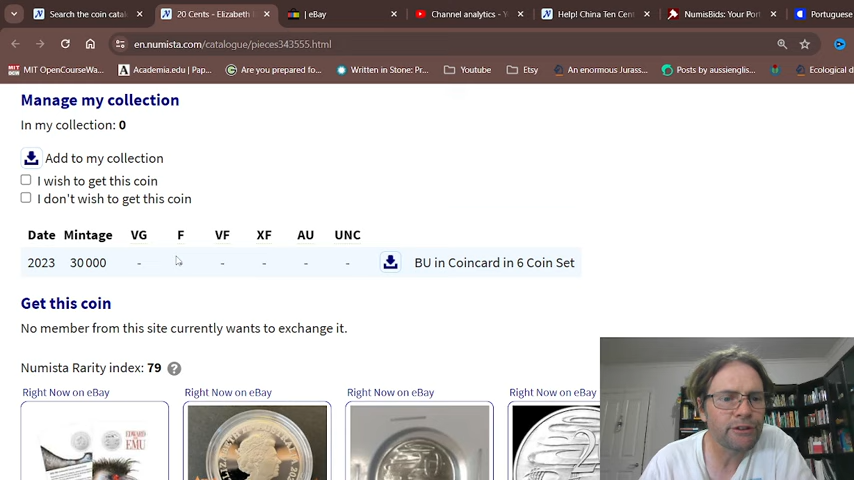 Search the coin catal
20 Cents - Elizabeth
| eBay
Channel analytics - Y
Help! China Ten Cent
NumisBids: Your Port
Portuguese
en.numista.com/catalogue/pieces343555.html
MIT OpenCourseWa...
Academia.edu | Pap...
Are you prepared fo...
Written in Stone: Pr...
Youtube
Etsy
An enormous Jurass...
Posts by aussienglis...
Ecological d
Manage my collection
In my collection: 0
Add to my collection
I wish to get this coin
I don't wish to get this coin
Date Mintage VG F VF XF AU UNC
2023 30 000 - - - - - - BU in Coincard in 6 Coin Set
Get this coin
No member from this site currently wants to exchange it.
Numista Rarity index: 79 ?
Right Now on eBay
Right Now on eBay
Right Now on eBay
Right Now on eBay
EDWARD
EMU